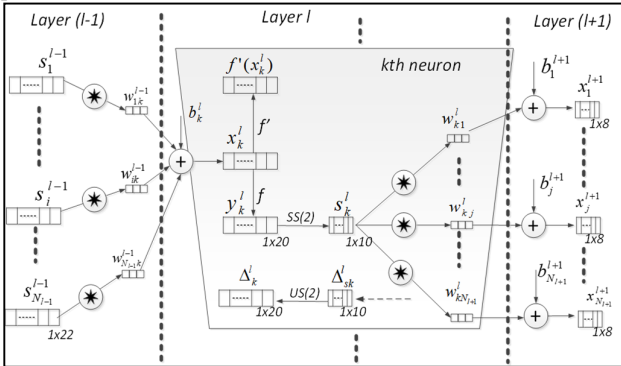 Layer (l-1)
Layer l
Layer (l+1)
s_1^{l-1}
f'(x_k^l)
kth neuron
b_1^{l+1}
x_1^{l+1}
w_{1k}^{l-1}
b_k^l
f'
w_{k1}^l
1x8
x_k^l
s_i^{l-1}
w_{ik}^{l-1}
f
b_j^{l+1}
y_k^l
SS(2)
s_k^l
w_{kj}^l
x_j^{l+1}
1x20
1x10
1x8
s_{N_{l-1}}^{l-1}
w_{N_{l-1}k}^{l-1}
Δ_k^l
US(2)
Δ_{sk}^l
w_{kN_{l+1}}^l
b_{N_{l+1}}^{l+1}
x_{N_{l+1}}^{l+1}
1x22
1x20
1x10
1x8